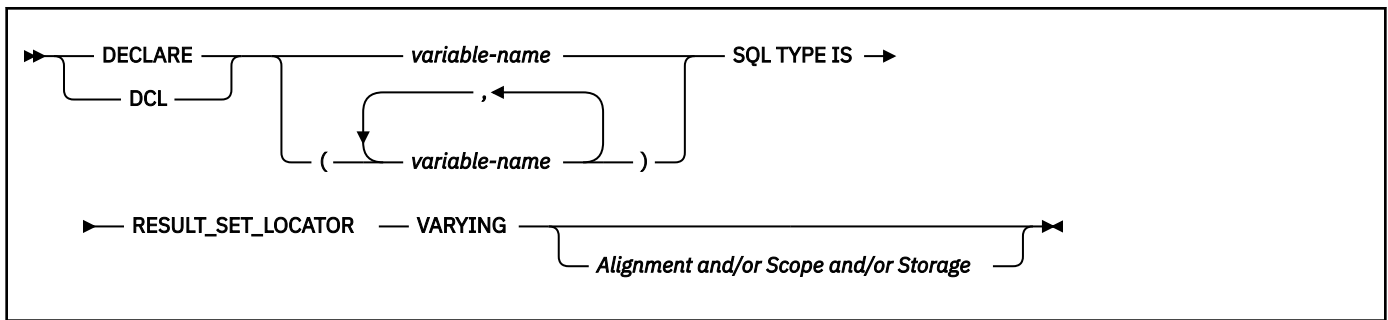 DECLARE variable-name SQL TYPE IS
DCL ,
( variable-name )
RESULT_SET_LOCATOR VARYING
Alignment and/or Scope and/or Storage